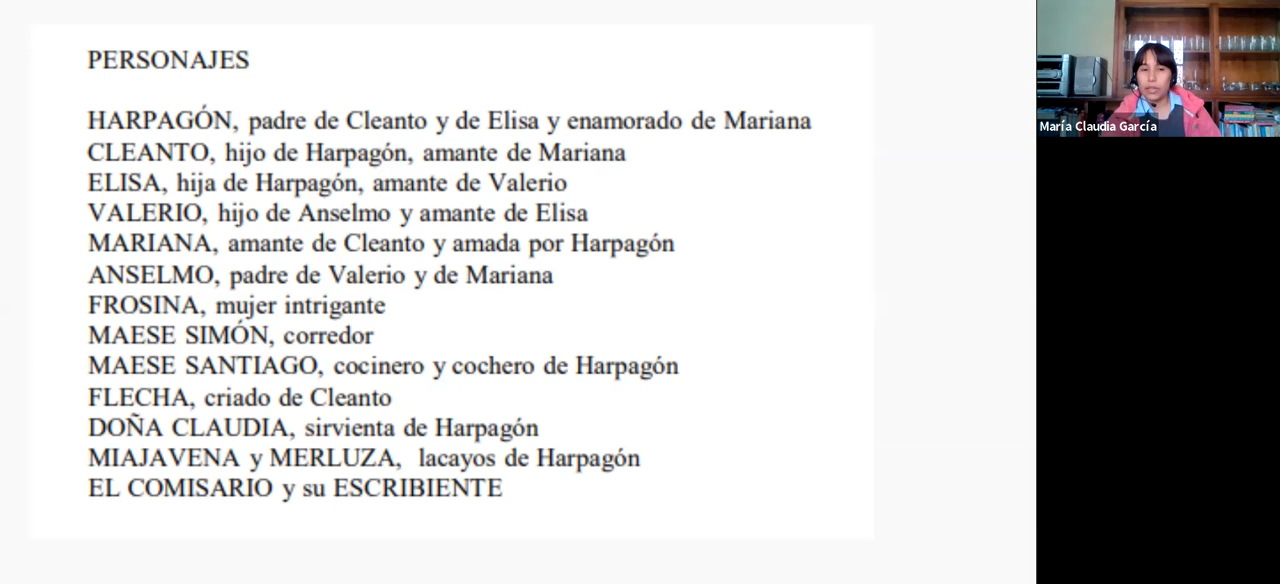 PERSONAJES
HARPAGÓN, padre de Cleanto y de Elisa y enamorado de Mariana
CLEANTO, hijo de Harpagón, amante de Mariana
ELISA, hija de Harpagón, amante de Valerio
VALERIO, hijo de Anselmo y amante de Elisa
MARIANA, amante de Cleanto y amada por Harpagón
ANSELMO, padre de Valerio y de Mariana
FROSINA, mujer intrigante
MAESE SIMÓN, corredor
MAESE SANTIAGO, cocinero y cochero de Harpagón
FLECHA, criado de Cleanto
DOÑA CLAUDIA, sirvienta de Harpagón
MIAJAVENA y MERLUZA, lacayos de Harpagón
EL COMISARIO y su ESCRIBIENTE
María Claudia García